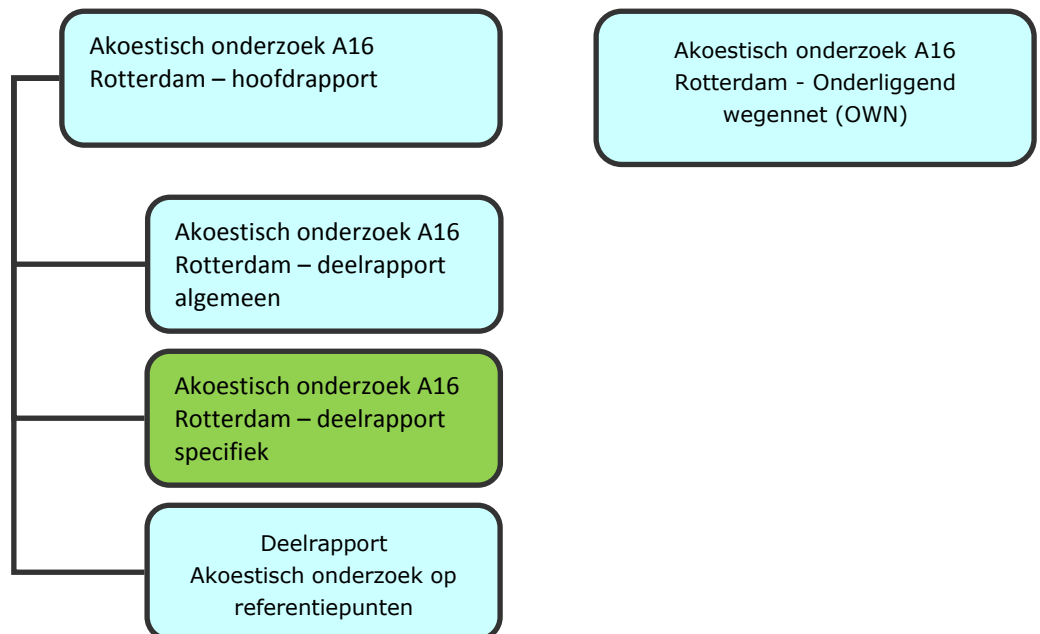 Akoestisch onderzoek A16
Rotterdam – hoofdrapport
Akoestisch onderzoek A16
Rotterdam - Onderliggend
wegennet (OWN)
Akoestisch onderzoek A16
Rotterdam – deelrapport
algemeen
Akoestisch onderzoek A16
Rotterdam – deelrapport
specifiek
Deelrapport
Akoestisch onderzoek op
referentiepunten